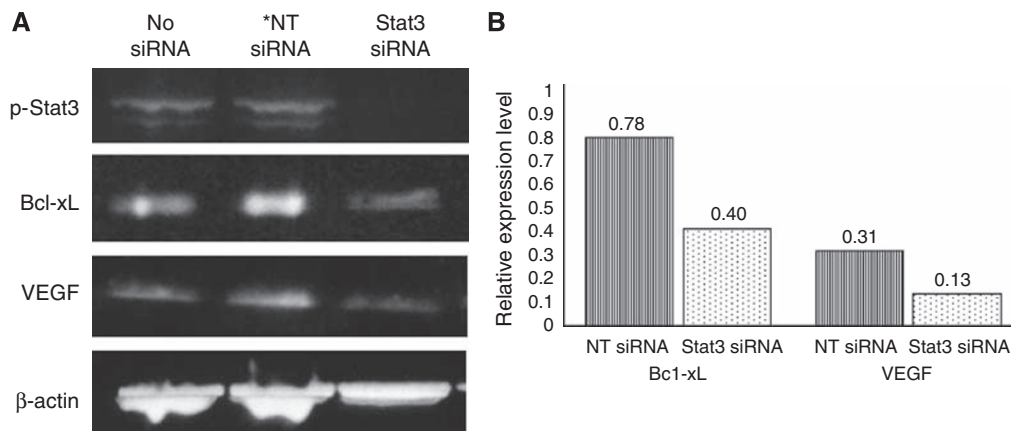 A
No siRNA
*NT siRNA
Stat3 siRNA
p-Stat3
Bcl-xL
VEGF
β-actin
B
Relative expression level
1
0.9
0.8
0.7
0.6
0.5
0.4
0.3
0.2
0.1
0
0.78
0.40
0.31
0.13
NT siRNA Stat3 siRNA NT siRNA Stat3 siRNA
Bc1-xL VEGF